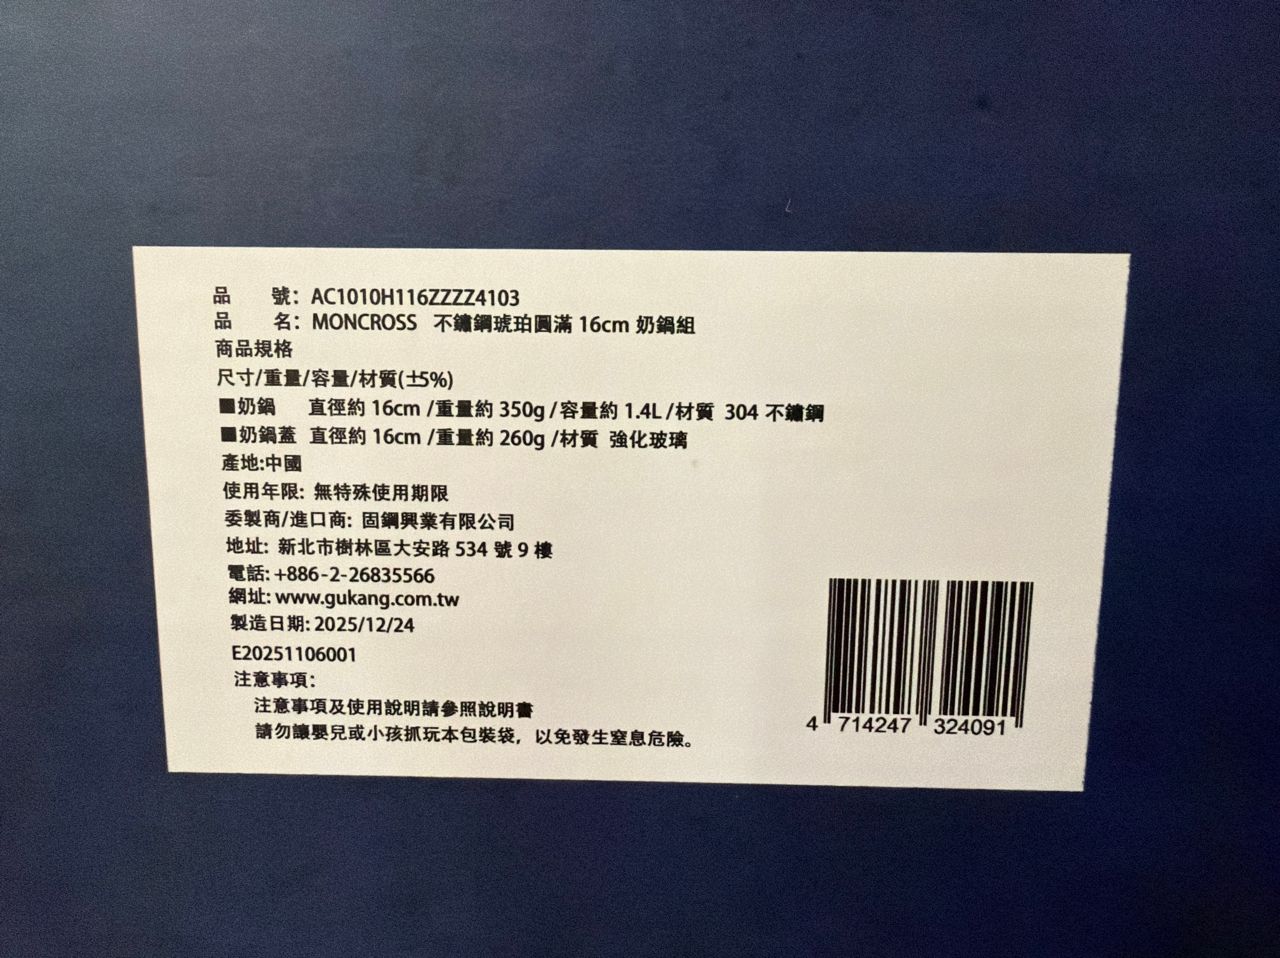 品　　號： AC1010H116ZZZZ4103
品　　名： MONCROSS 不鏽鋼琥珀圓滿 16cm 奶鍋組
商品規格
尺寸/重量/容量/材質(±5%)
■奶鍋 直徑約 16cm /重量約 350g /容量約 1.4L /材質 304 不鏽鋼
■奶鍋蓋 直徑約 16cm /重量約 260g /材質 強化玻璃
產地:中國
使用年限: 無特殊使用期限
委製商/進口商: 固鋼興業有限公司
地址: 新北市樹林區大安路 534 號 9 樓
電話: +886-2-26835566
網址: www.gukang.com.tw
製造日期: 2025/12/24
E20251106001
注意事項:
注意事項及使用說明請參照說明書
請勿讓嬰兒或小孩抓玩本包裝袋，以免發生窒息危險。
4 714247 324091